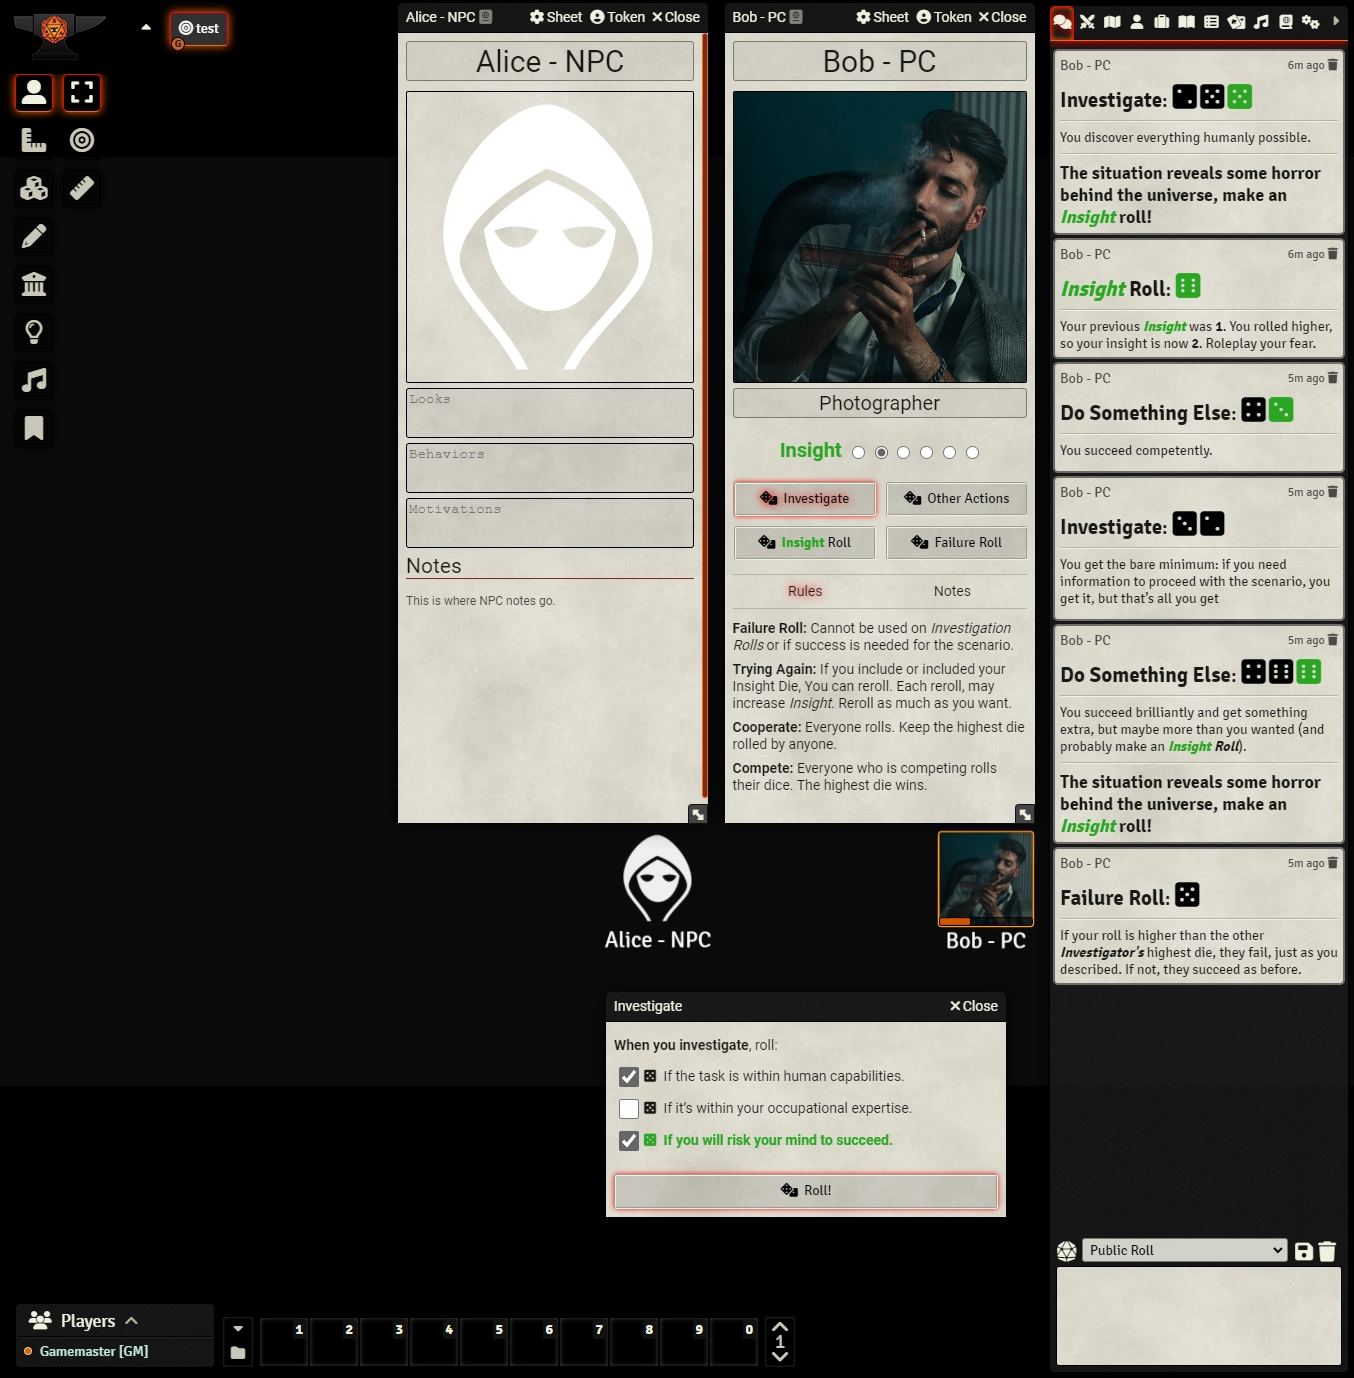 test
G
Alice - NPC
Sheet
Token
Close
Alice - NPC
Looks
Behaviors
Motivations
Notes
This is where NPC notes go.
Bob - PC
Sheet
Token
Close
Bob - PC
Photographer
Insight
Investigate
Other Actions
Insight Roll
Failure Roll
Rules
Notes
Failure Roll: Cannot be used on Investigation
Rolls or if success is needed for the scenario.
Trying Again: If you include or included your
Insight Die, You can reroll. Each reroll, may
increase Insight. Reroll as much as you want.
Cooperate: Everyone rolls. Keep the highest die
rolled by anyone.
Compete: Everyone who is competing rolls
their dice. The highest die wins.
Alice - NPC
Bob - PC
Investigate
Close
When you investigate, roll:
If the task is within human capabilities.
If it's within your occupational expertise.
If you will risk your mind to succeed.
Roll!
Bob - PC
6m ago
Investigate:
You discover everything humanly possible.
The situation reveals some horror
behind the universe, make an
Insight roll!
Bob - PC
6m ago
Insight Roll:
Your previous Insight was 1. You rolled higher,
so your insight is now 2. Roleplay your fear.
Bob - PC
5m ago
Do Something Else:
You succeed competently.
Bob - PC
5m ago
Investigate:
You get the bare minimum: if you need
information to proceed with the scenario, you
get it, but that's all you get
Bob - PC
5m ago
Do Something Else:
You succeed brilliantly and get something
extra, but maybe more than you wanted (and
probably make an Insight Roll).
The situation reveals some horror
behind the universe, make an
Insight roll!
Bob - PC
5m ago
Failure Roll:
If your roll is higher than the other
Investigator's highest die, they fail, just as you
described. If not, they succeed as before.
Public Roll
Players
Gamemaster [GM]
1
2
3
4
5
6
7
8
9
0
1